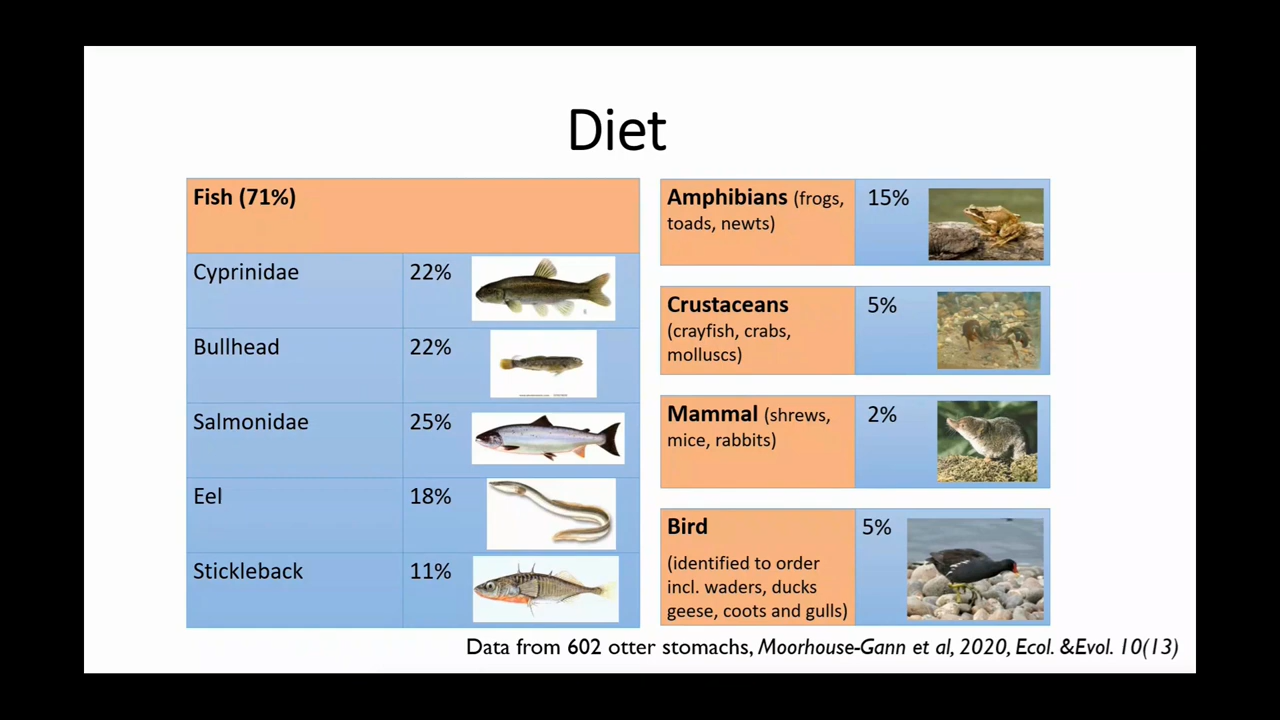 Diet
Fish (71%)
Cyprinidae 22%
Bullhead 22%
Salmonidae 25%
Eel 18%
Stickleback 11%
Amphibians (frogs, 15%
toads, newts)
Crustaceans 5%
(crayfish, crabs,
molluscs)
Mammal (shrews, 2%
mice, rabbits)
Bird 5%
(identified to order
incl. waders, ducks
geese, coots and gulls)
Data from 602 otter stomachs, Moorhouse-Gann et al, 2020, Ecol. &Evol. 10(13)